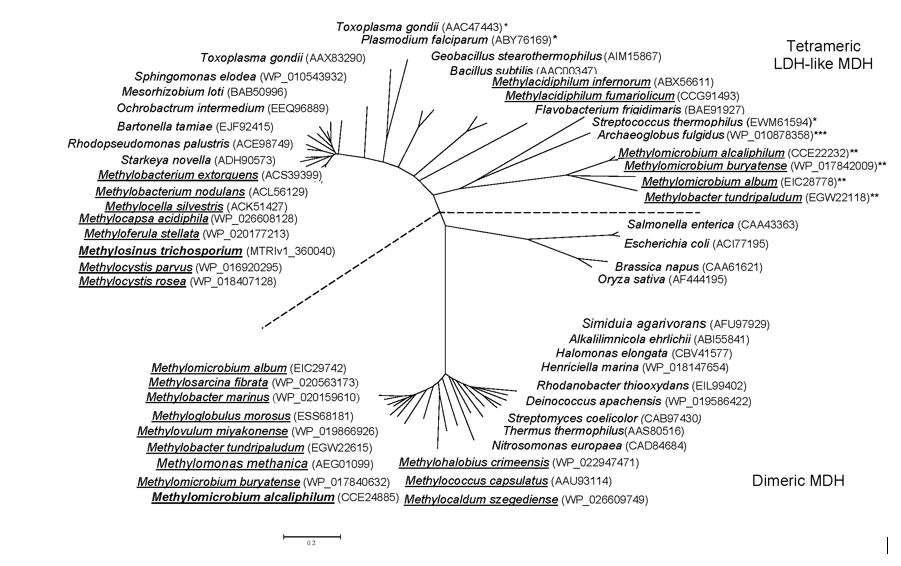 Toxoplasma gondii (AAC47443)*
Plasmodium falciparum (ABY76169)*
Toxoplasma gondii (AAX83290)
Geobacillus stearothermophilus (AIM15867)
Bacillus subtilis (AAC00347)
Tetrameric
LDH-like MDH
Sphingomonas elodea (WP_010543932)
Methylacidiphilum infernorum (ABX56611)
Mesorhizobium loti (BAB50996)
Methylacidiphilum fumariolicum (CCG91493)
Ochrobactrum intermedium (EEQ96889)
Flavobacterium frigidimaris (BAE91927)
Streptococcus thermophilus (EWM61594)*
Bartonella tamiae (EJF92415)
Archaeoglobus fulgidus (WP_010878358)***
Rhodopseudomonas palustris (ACE98749)
Methylomicrobium alcaliphilum (CCE22232)**
Starkeya novella (ADH90573)
Methylomicrobium buryatense (WP_017842009)**
Methylobacterium extorquens (ACS39399)
Methylomicrobium album (EIC28778)**
Methylobacterium nodulans (ACL56129)
Methylobacter tundripaludum (EGW22118)**
Methylocella silvestris (ACK51427)
Methylocapsa acidiphila (WP_026608128)
Salmonella enterica (CAA43363)
Methyloferula stellata (WP_020177213)
Escherichia coli (ACI77195)
Methylosinus trichosporium (MTRIv1_360040)
Methylocystis parvus (WP_016920295)
Brassica napus (CAA61621)
Methylocystis rosea (WP_018407128)
Oryza sativa (AF444195)
Simiduia agarivorans (AFU97929)
Alkalilimnicola ehrlichii (ABI55841)
Halomonas elongata (CBV41577)
Methylomicrobium album (EIC29742)
Henriciella marina (WP_018147654)
Methylosarcina fibrata (WP_020563173)
Rhodanobacter thiooxydans (EIL99402)
Methylobacter marinus (WP_020159610)
Deinococcus apachensis (WP_019586422)
Methyloglobulus morosus (ESS68181)
Streptomyces coelicolor (CAB97430)
Methylovulum miyakonense (WP_019866926)
Thermus thermophilus(AAS80516)
Methylobacter tundripaludum (EGW22615)
Nitrosomonas europaea (CAD84684)
Methylomonas methanica (AEG01099)
Methylohalobius crimeensis (WP_022947471)
Methylomicrobium buryatense (WP_017840632)
Methylococcus capsulatus (AAU93114)
Dimeric MDH
Methylomicrobium alcaliphilum (CCE24885)
Methylocaldum szegediense (WP_026609749)
0.2